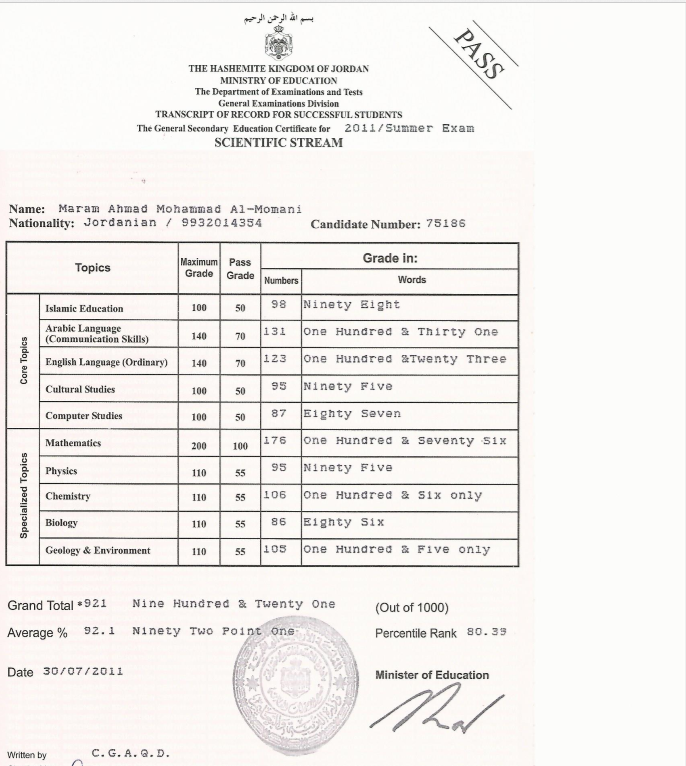 بسم الله الرحمن الرحيم
PASS
THE HASHEMITE KINGDOM OF JORDAN
MINISTRY OF EDUCATION
The Department of Examinations and Tests
General Examinations Division
TRANSCRIPT OF RECORD FOR SUCCESSFUL STUDENTS
The General Secondary Education Certificate for 2011/Summer Exam
SCIENTIFIC STREAM
Name: Maram Ahmad Mohammad Al-Momani
Nationality: Jordanian / 9932014354 Candidate Number: 75186
Topics Maximum Grade Pass Grade Grade in:
Numbers Words
Core Topics
Islamic Education 100 50 98 Ninety Eight
Arabic Language (Communication Skills) 140 70 131 One Hundred & Thirty One
English Language (Ordinary) 140 70 123 One Hundred &Twenty Three
Cultural Studies 100 50 95 Ninety Five
Computer Studies 100 50 87 Eighty Seven
Specialized Topics
Mathematics 200 100 176 One Hundred & Seventy Six
Physics 110 55 95 Ninety Five
Chemistry 110 55 106 One Hundred & Six only
Biology 110 55 86 Eighty Six
Geology & Environment 110 55 105 One Hundred & Five only
Grand Total *921 Nine Hundred & Twenty One (Out of 1000)
Average % 92.1 Ninety Two Point One Percentile Rank 80.39
Date 30/07/2011 Minister of Education
Written by C.G.A.Q.D.